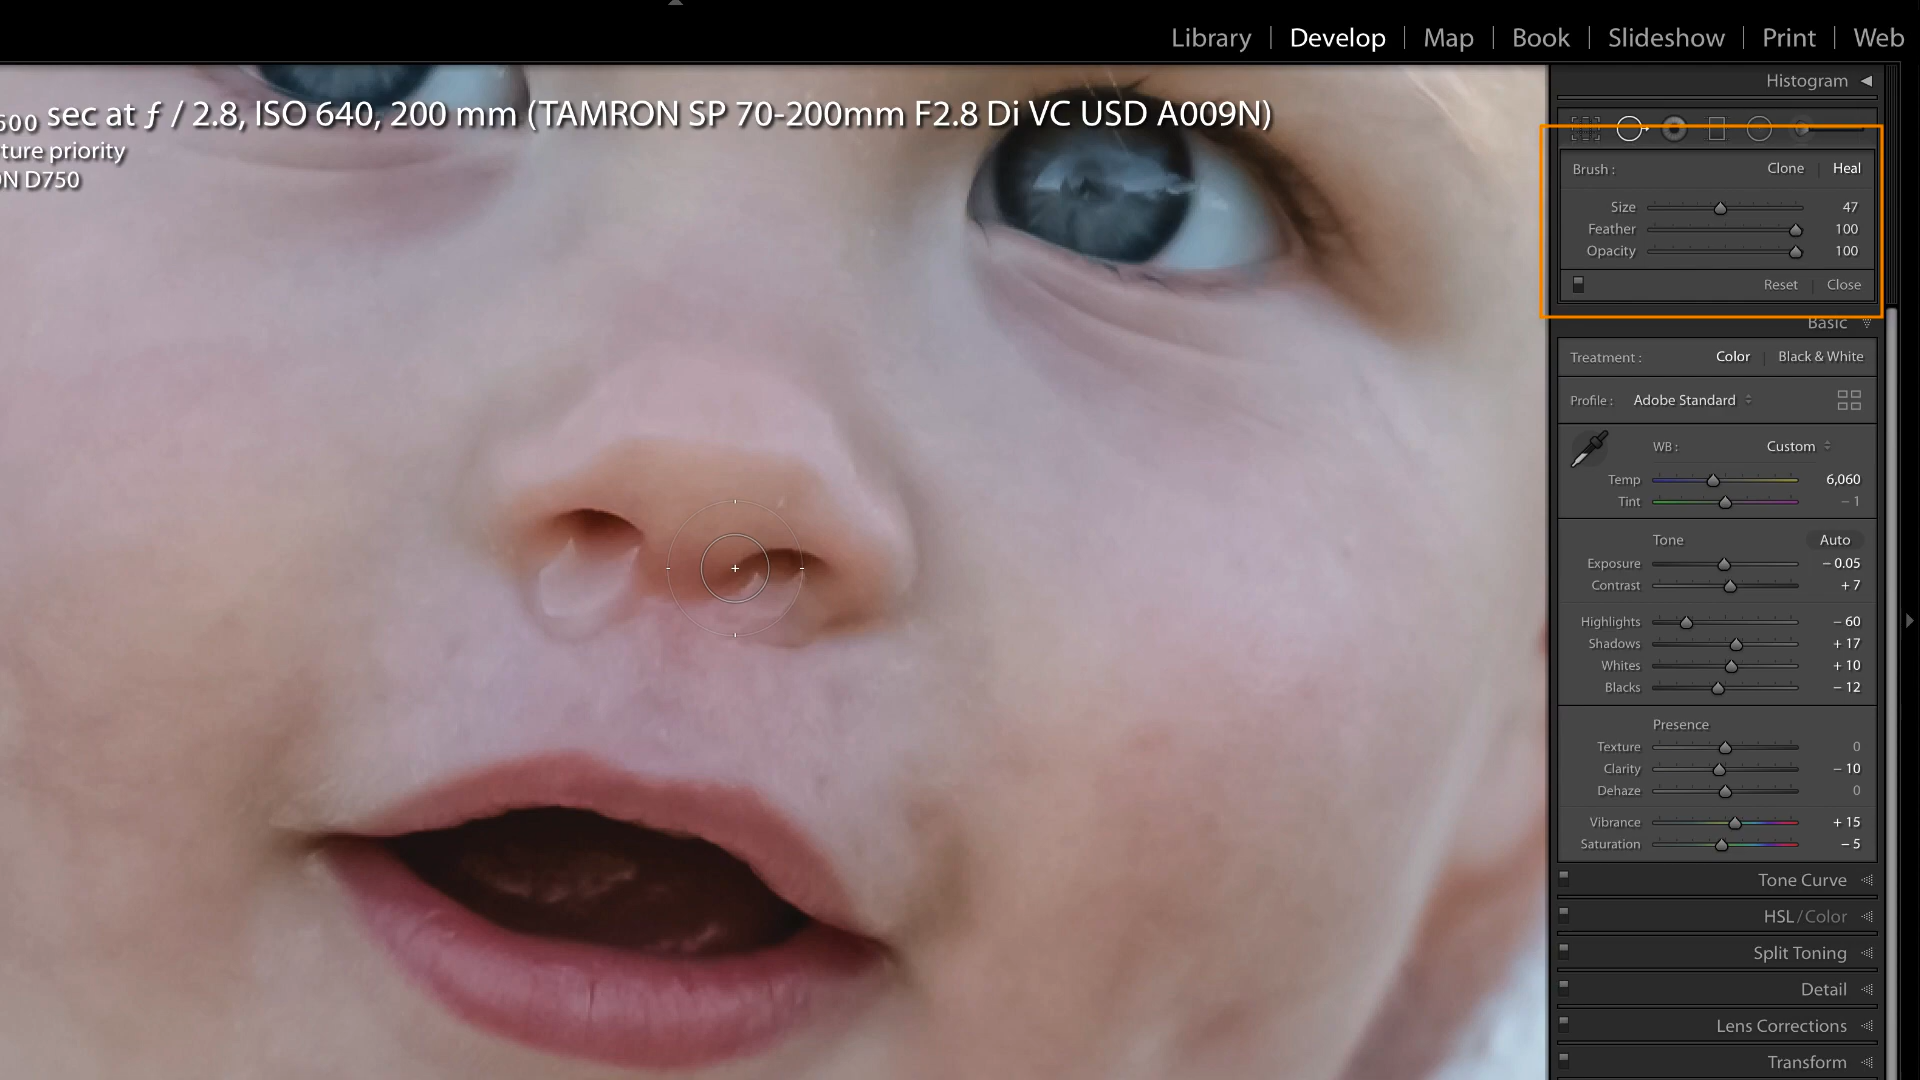 Library | Develop | Map | Book | Slideshow | Print | Web
sec at ƒ / 2.8, ISO 640, 200 mm (TAMRON SP 70-200mm F2.8 Di VC USD A009N)
ture priority
N D750
Histogram
Brush : Clone | Heal
Size 47
Feather 100
Opacity 100
Reset | Close
Basic
Treatment : Color | Black & White
Profile : Adobe Standard
WB : Custom
Temp 6,060
Tint – 1
Tone Auto
Exposure – 0.05
Contrast + 7
Highlights – 60
Shadows + 17
Whites + 10
Blacks – 12
Presence
Texture 0
Clarity – 10
Dehaze 0
Vibrance + 15
Saturation – 5
Tone Curve
HSL / Color
Split Toning
Detail
Lens Corrections
Transform